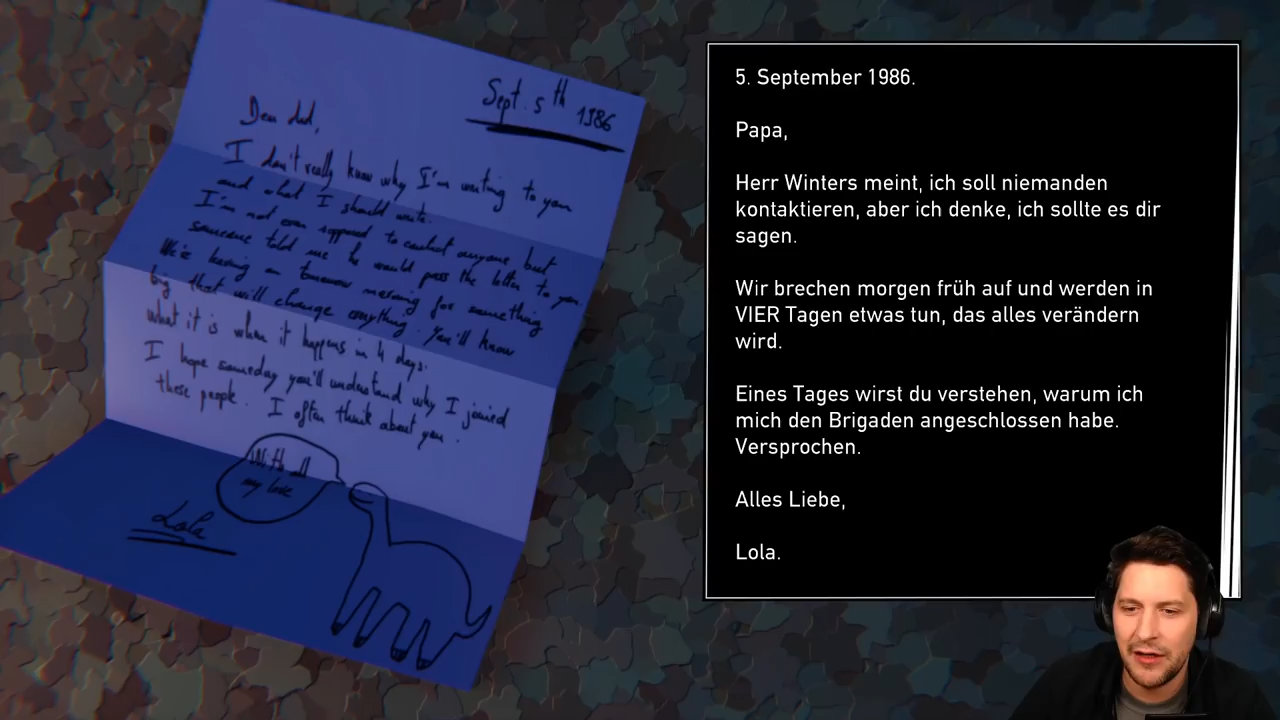 Sept. 5th 1986
Dear dad,
I don't really know why I'm writing to you
and what I should write.
I'm not even supposed to contact anyone but
someone told me he would pass the letter to you
We're leaving on tomorrow morning for something
big that will change everything. You'll know
what it is when it happens in 4 days.
I hope someday you'll understand why I joined
these people. I often think about you.
With all
my love
Lola
5. September 1986.
Papa,
Herr Winters meint, ich soll niemanden
kontaktieren, aber ich denke, ich sollte es dir
sagen.
Wir brechen morgen früh auf und werden in
VIER Tagen etwas tun, das alles verändern
wird.
Eines Tages wirst du verstehen, warum ich
mich den Brigaden angeschlossen habe.
Versprochen.
Alles Liebe,
Lola.